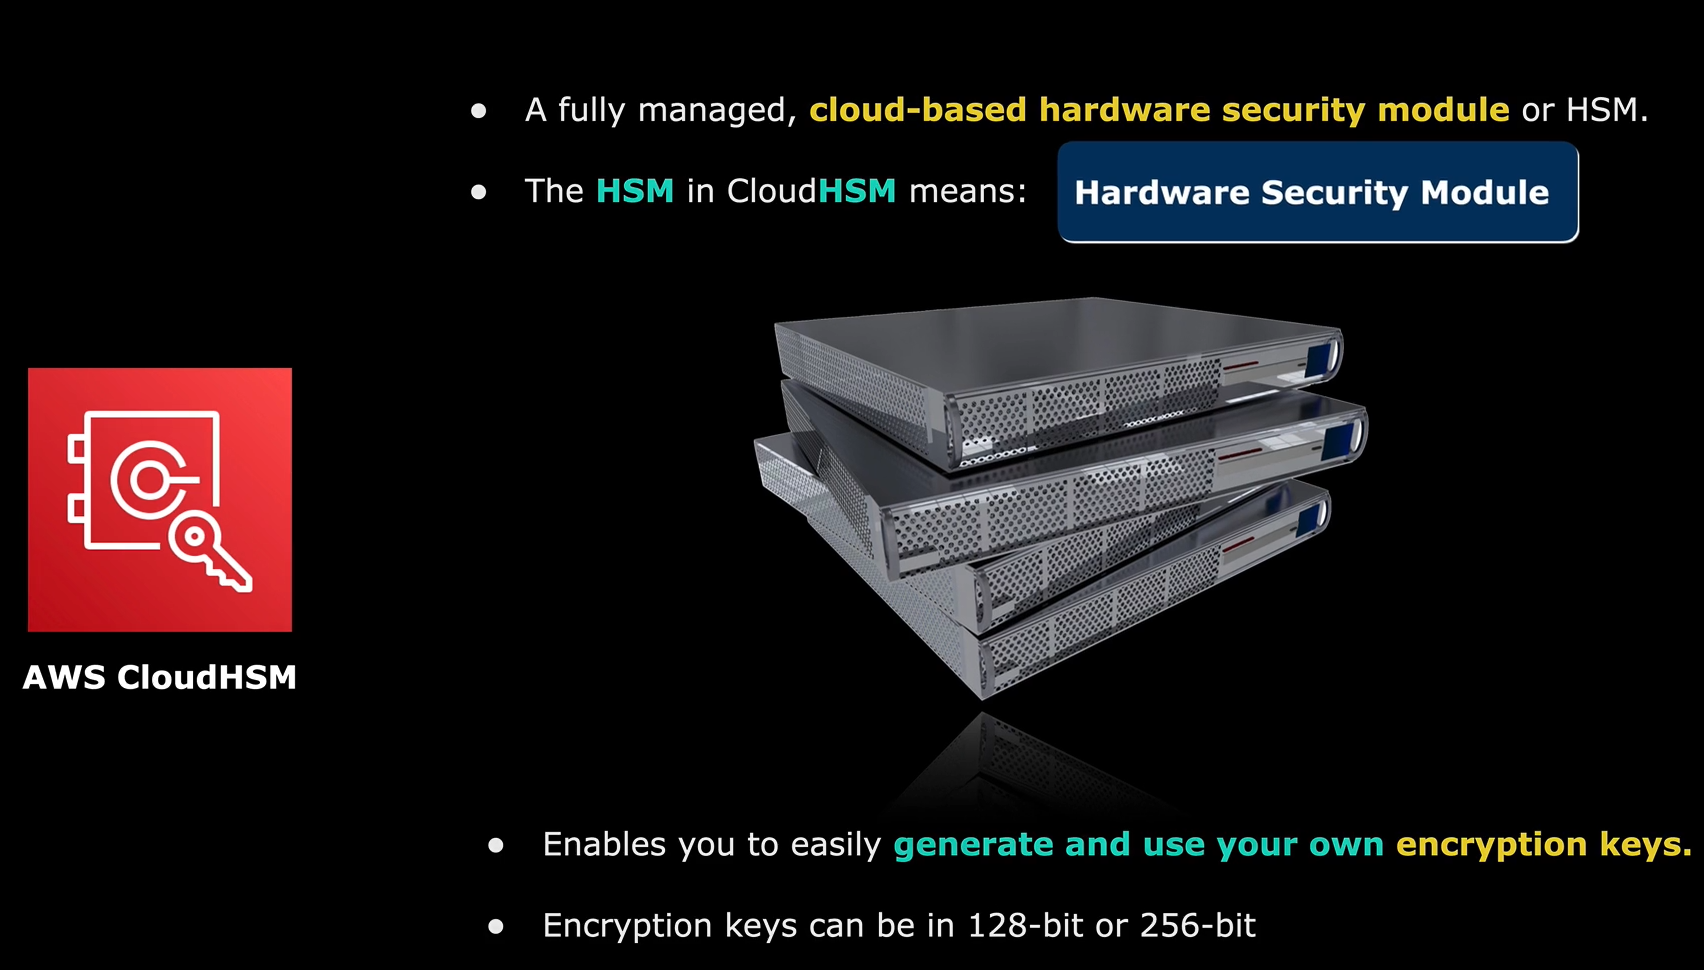 ● A fully managed, cloud-based hardware security module or HSM.
● The HSM in CloudHSM means: Hardware Security Module
AWS CloudHSM
● Enables you to easily generate and use your own encryption keys.
● Encryption keys can be in 128-bit or 256-bit